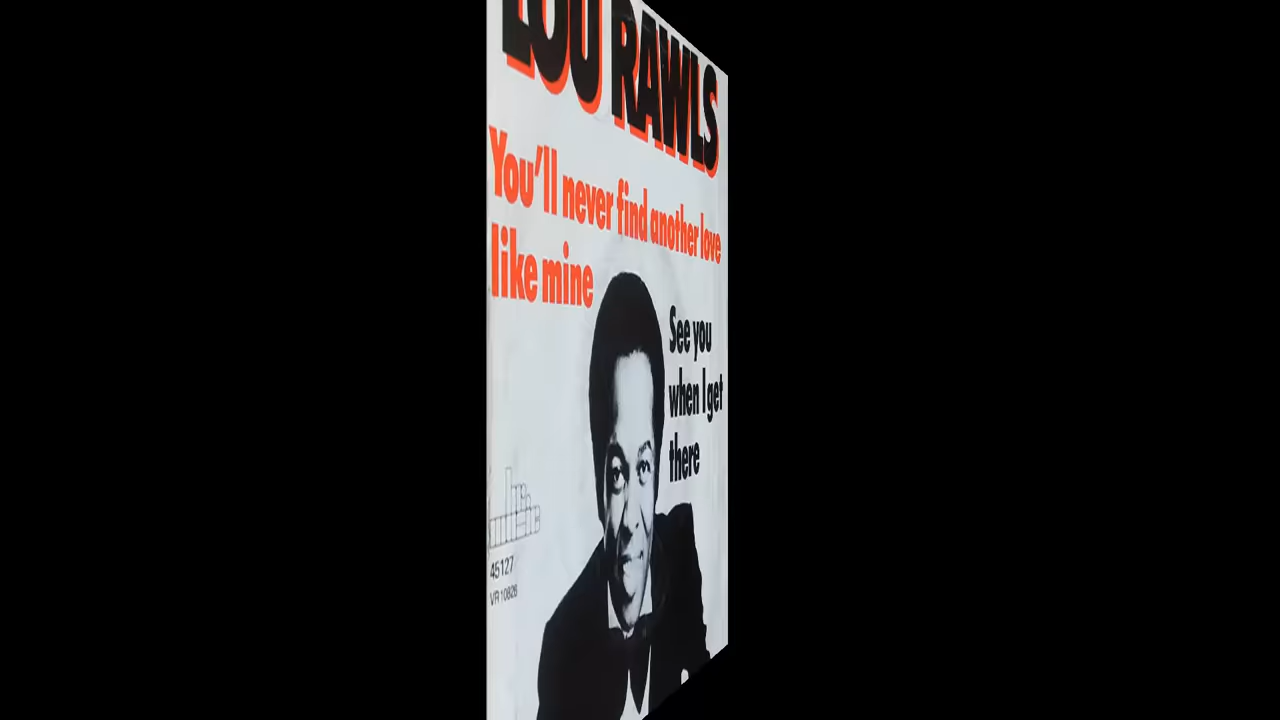 LOU RAWLS
You'll never find another love
like mine
See you
when I get
there
45127
VR 10828